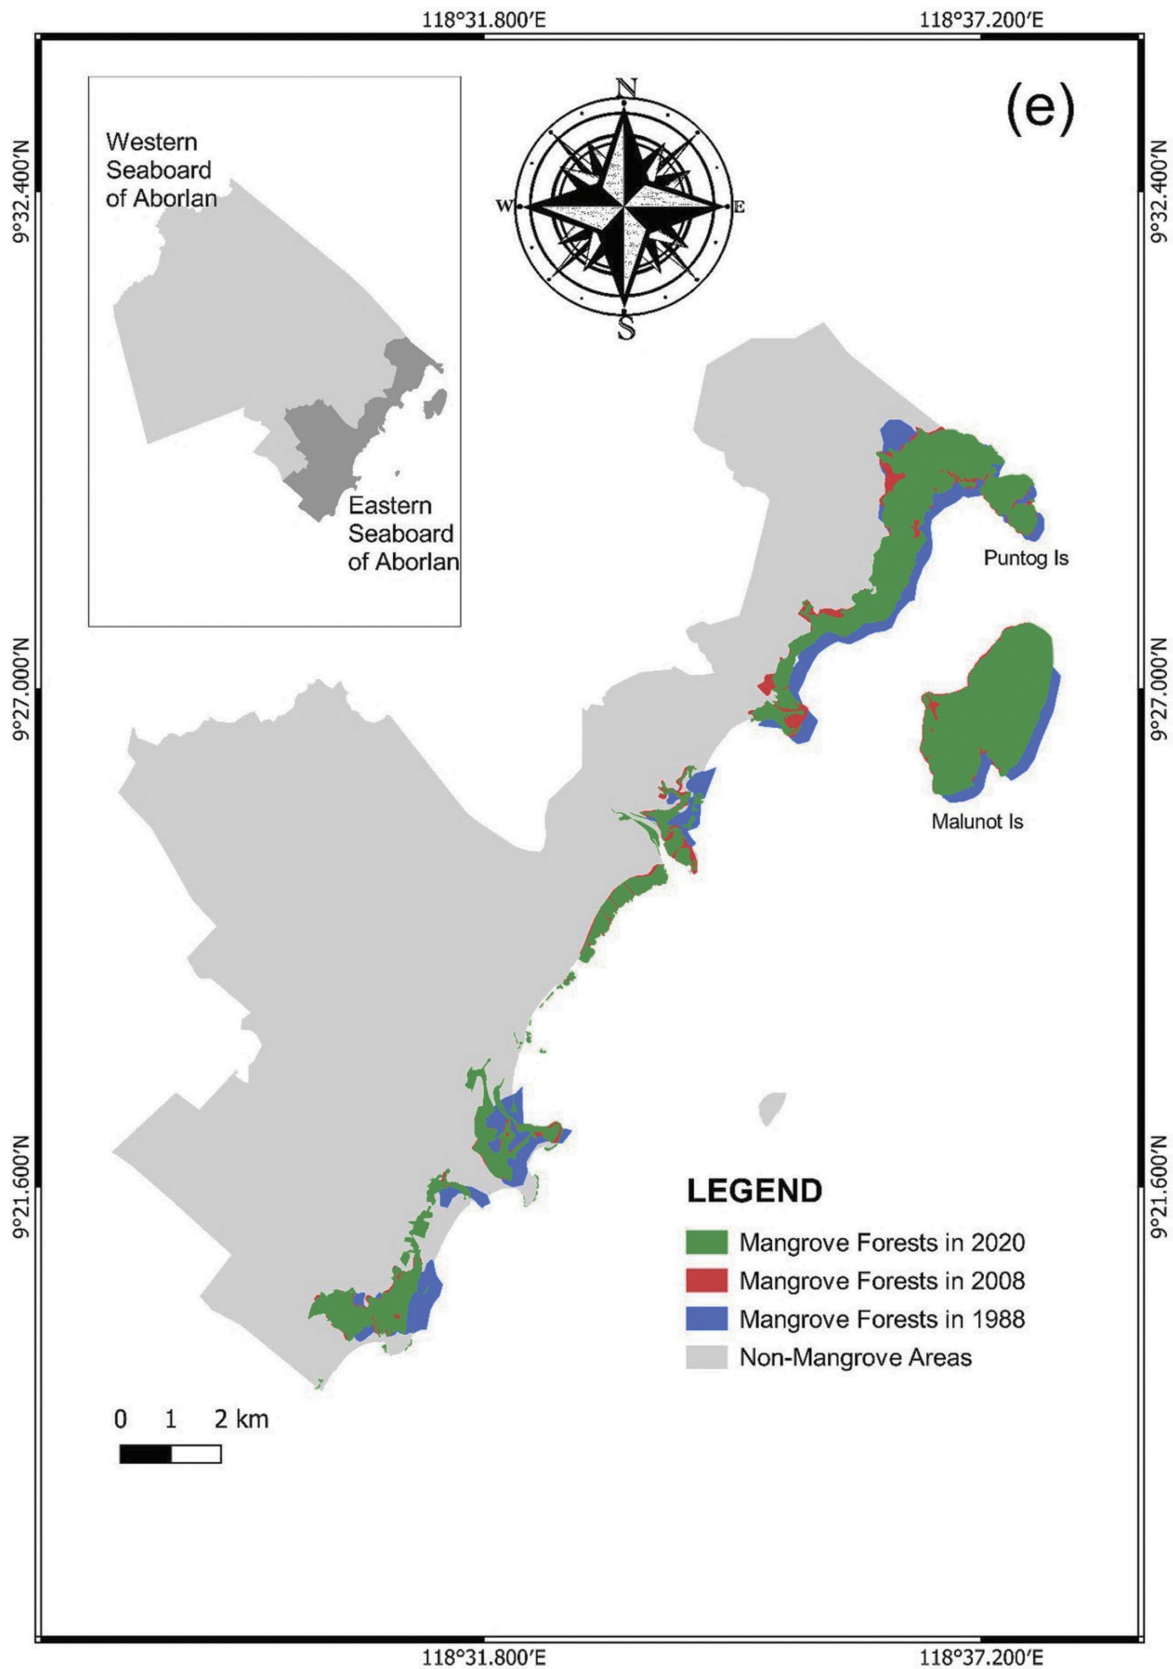 118°31.800'E
118°37.200'E
(e)
N
W
E
S
Western
Seaboard
of Aborlan
Eastern
Seaboard
of Aborlan
9°32.400'N
9°32.400'N
Puntog Is
9°27.000'N
9°27.000'N
Malunot Is
9°21.600'N
9°21.600'N
LEGEND
Mangrove Forests in 2020
Mangrove Forests in 2008
Mangrove Forests in 1988
Non-Mangrove Areas
0 1 2 km
118°31.800'E
118°37.200'E